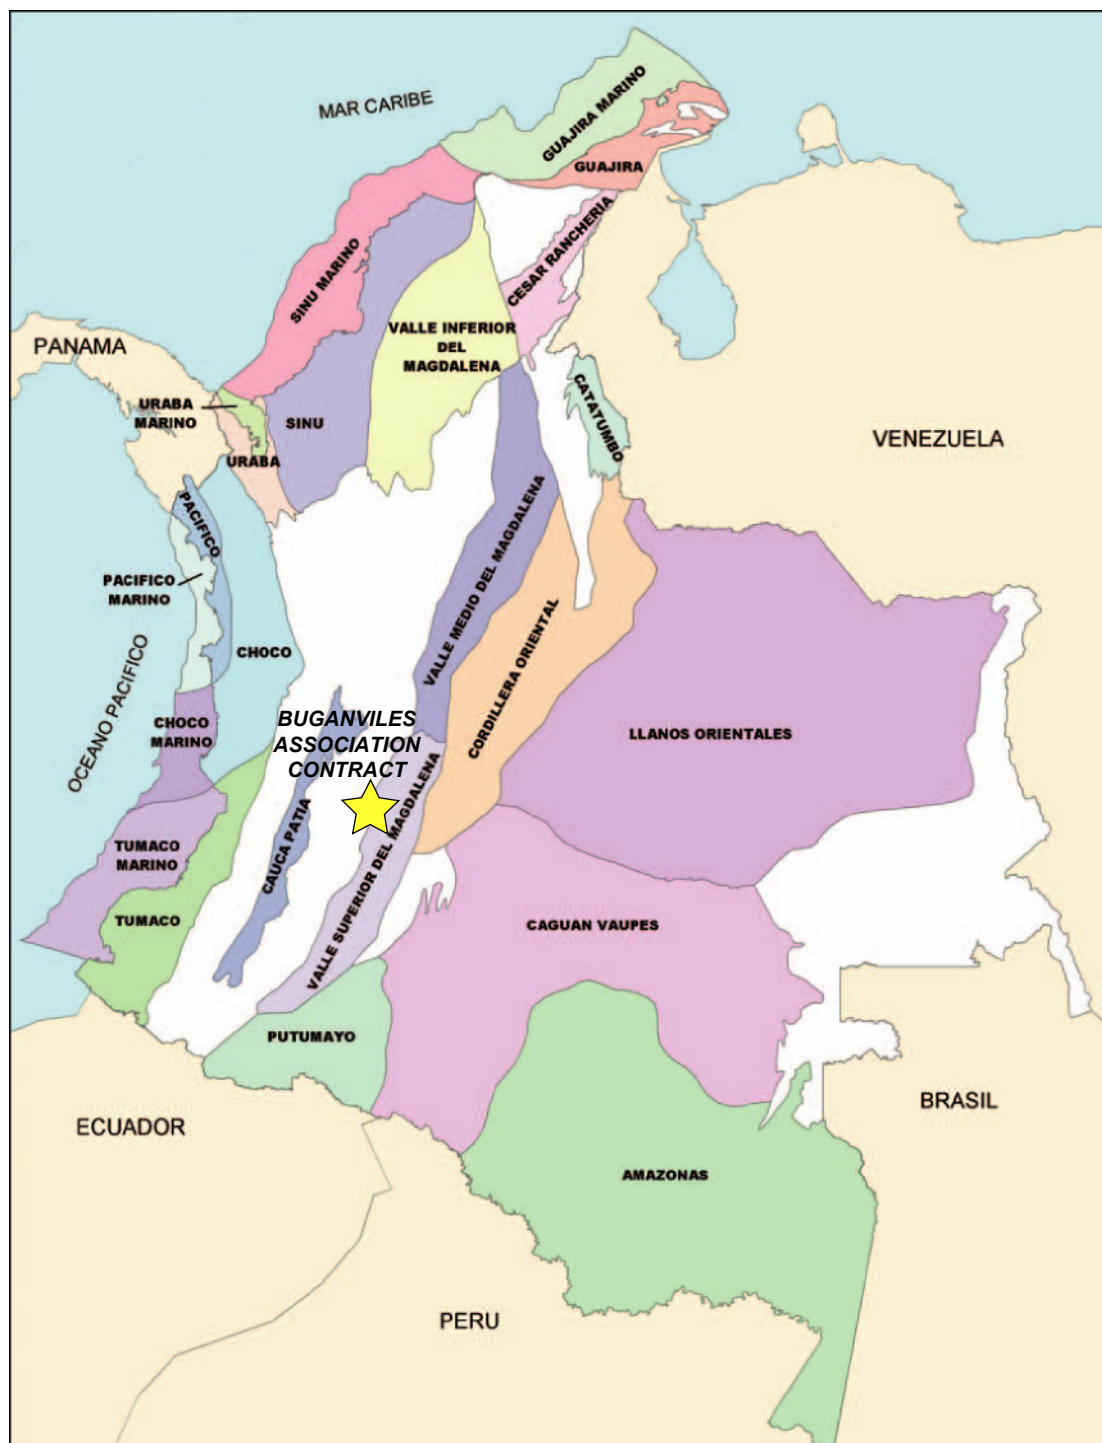 MAR CARIBE
GUAJIRA MARINO
GUAJIRA
CESAR RANCHERIA
SINU MARINO
VALLE INFERIOR
DEL
MAGDALENA
PANAMA
CATATUMBO
URABA
MARINO
SINU
VENEZUELA
URABA
PACIFICO
VALLE MEDIO DEL MAGDALENA
PACIFICO
MARINO
CORDILLERA ORIENTAL
OCEANO PACIFICO
CHOCO
BUGANVILES
ASSOCIATION
CONTRACT
CHOCO
MARINO
LLANOS ORIENTALES
CAUCA PATIA
VALLE SUPERIOR DEL MAGDALENA
TUMACO
MARINO
TUMACO
CAGUAN VAUPES
PUTUMAYO
ECUADOR
BRASIL
AMAZONAS
PERU